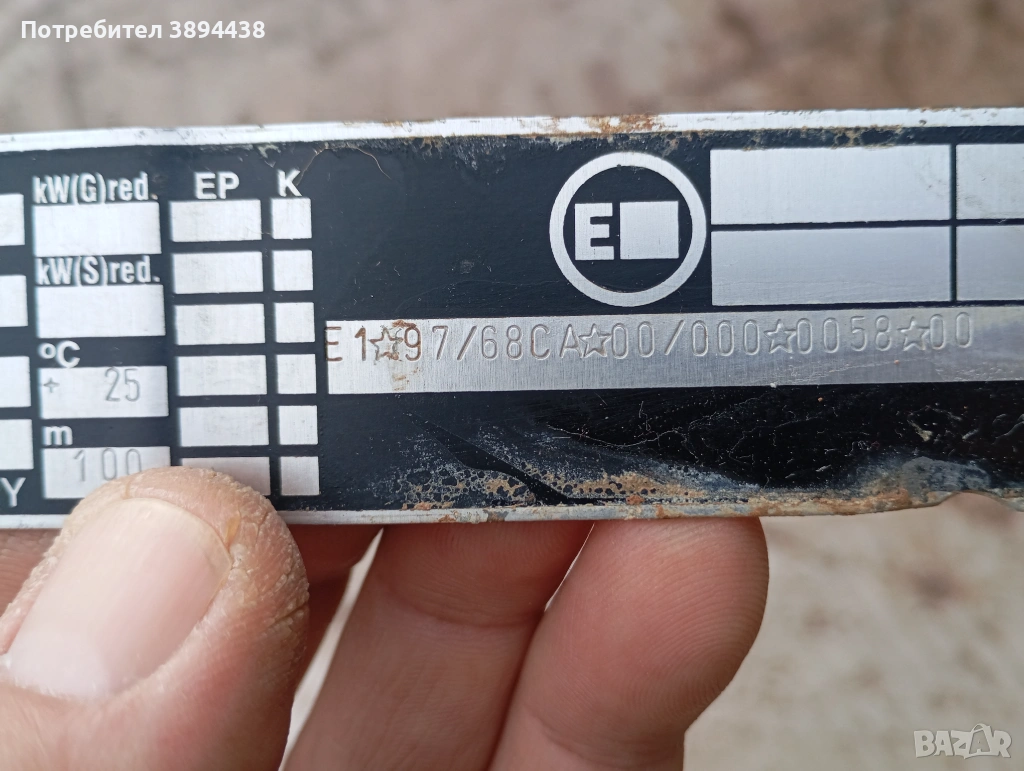 Потребител 3894438
kW(G)red. EP K
kW(S)red.
E
E1☆97/68CA☆00/000☆0058☆00
°C
+ 25
m
100
Y
BAZAR